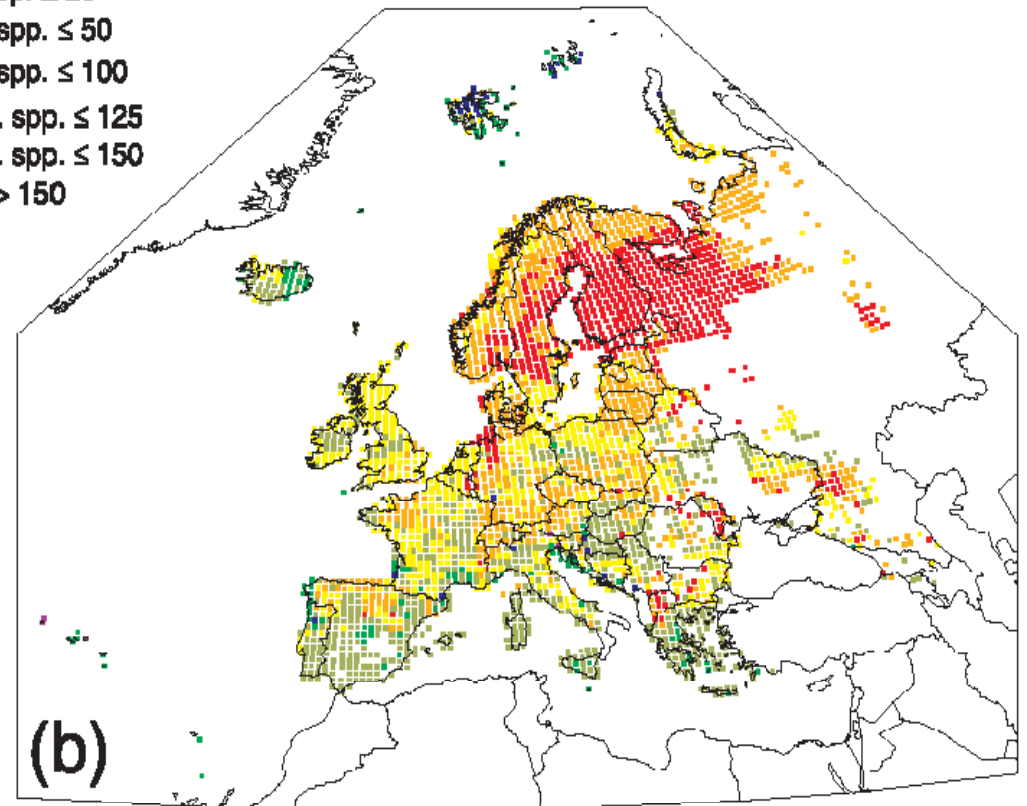 spp. ≤ 50
spp. ≤ 100
. spp. ≤ 125
. spp. ≤ 150
> 150
(b)